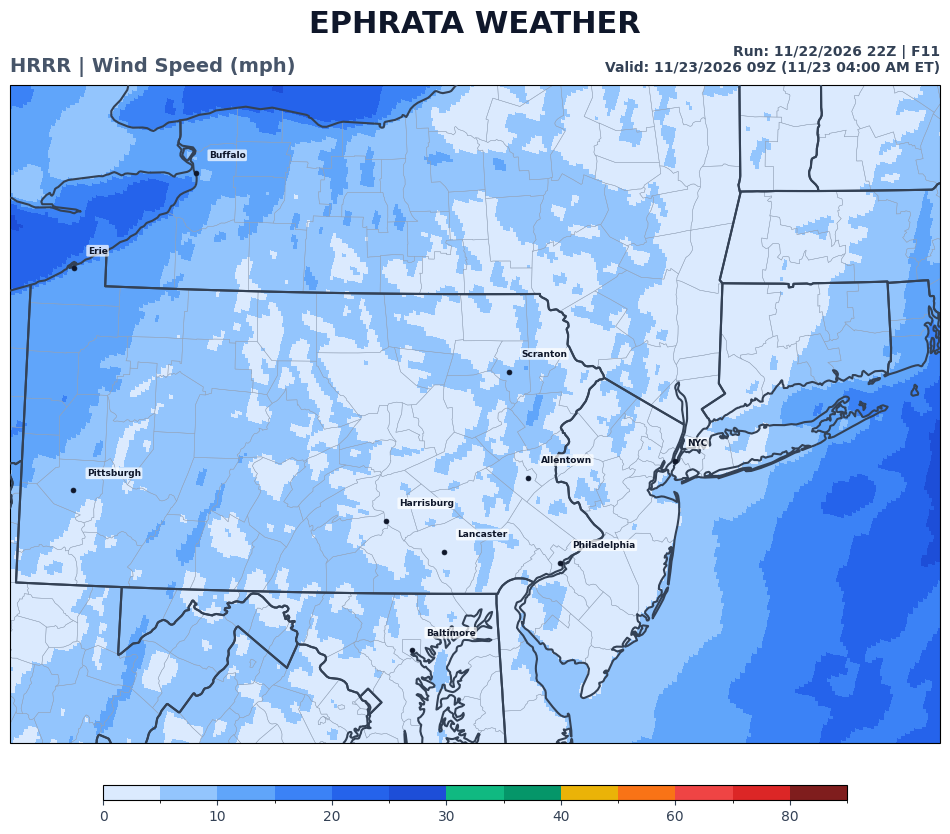 EPHRATA WEATHER
Run: 11/22/2026 22Z | F11
HRRR | Wind Speed (mph)
Valid: 11/23/2026 09Z (11/23 04:00 AM ET)
Buffalo
Erie
Scranton
NYC
Allentown
Pittsburgh
Harrisburg
Lancaster
Philadelphia
Baltimore
0 10 20 30 40 60 80